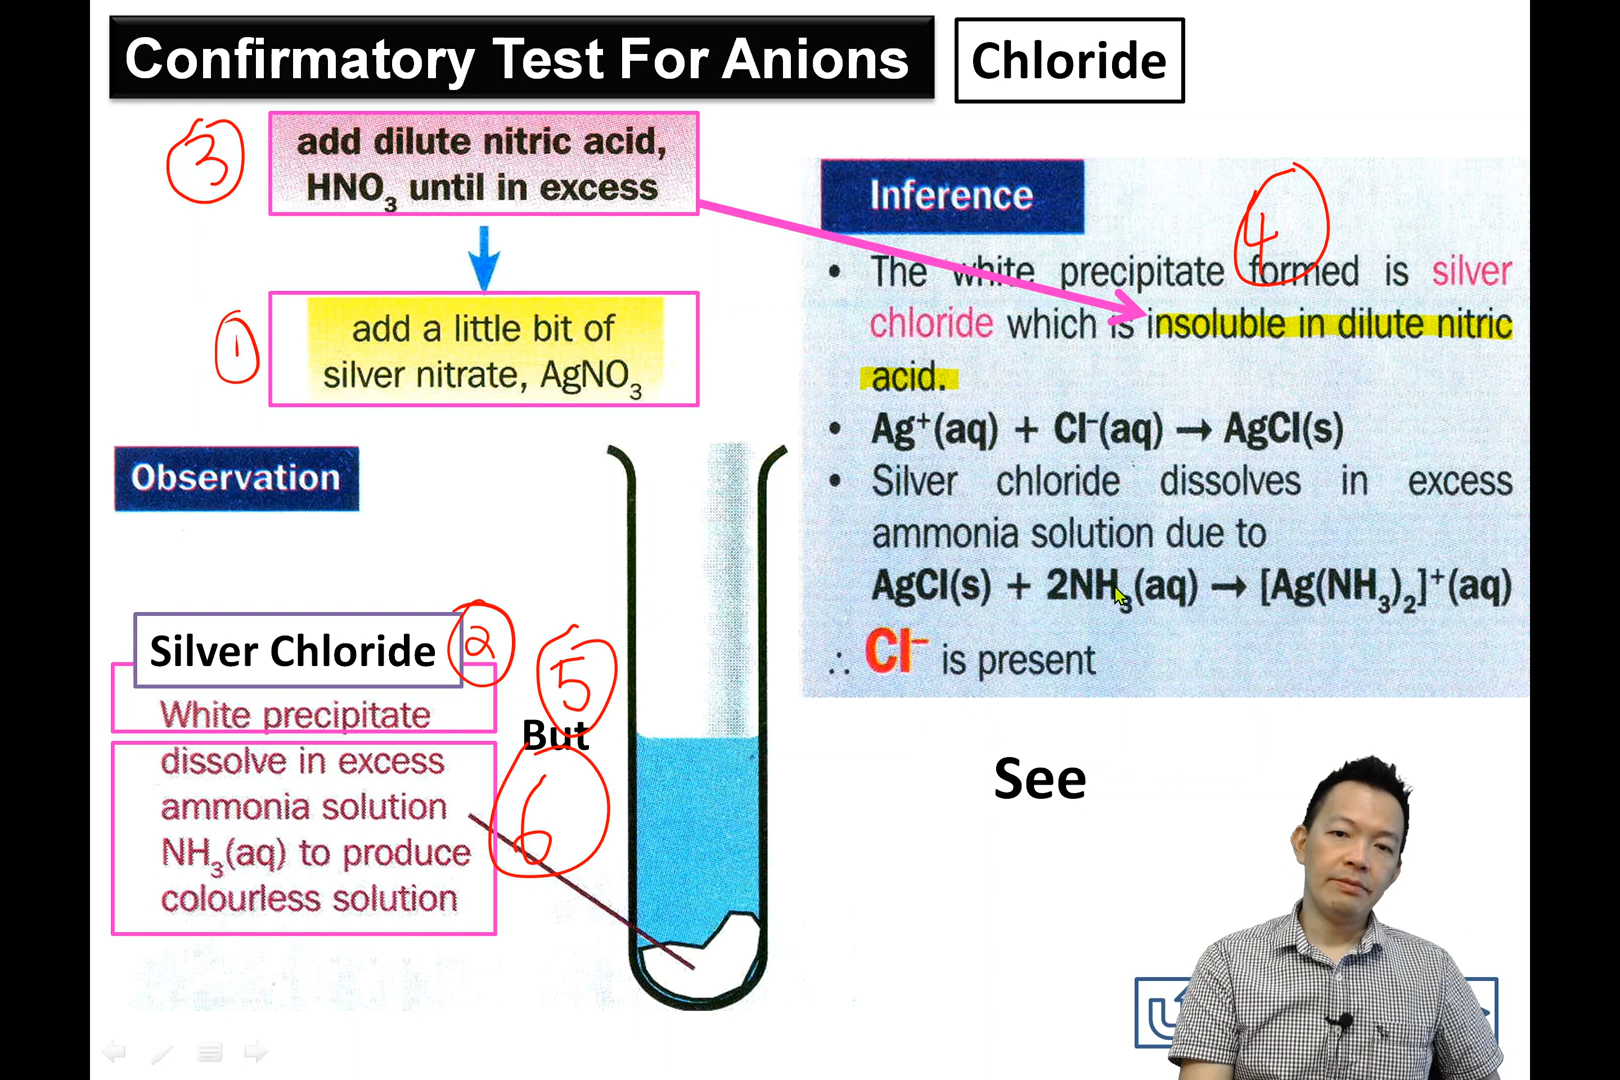 Confirmatory Test For Anions
Chloride
3
add dilute nitric acid,
HNO₃ until in excess
1
add a little bit of
silver nitrate, AgNO₃
Observation
Silver Chloride
2
White precipitate
dissolve in excess
ammonia solution
NH₃(aq) to produce
colourless solution
5
But
6
Inference
4
• The white precipitate formed is silver
chloride which is insoluble in dilute nitric
acid.
• Ag⁺(aq) + Cl⁻(aq) → AgCl(s)
• Silver chloride dissolves in excess
ammonia solution due to
AgCl(s) + 2NH₃(aq) → [Ag(NH₃)₂]⁺(aq)
∴ Cl⁻ is present
See